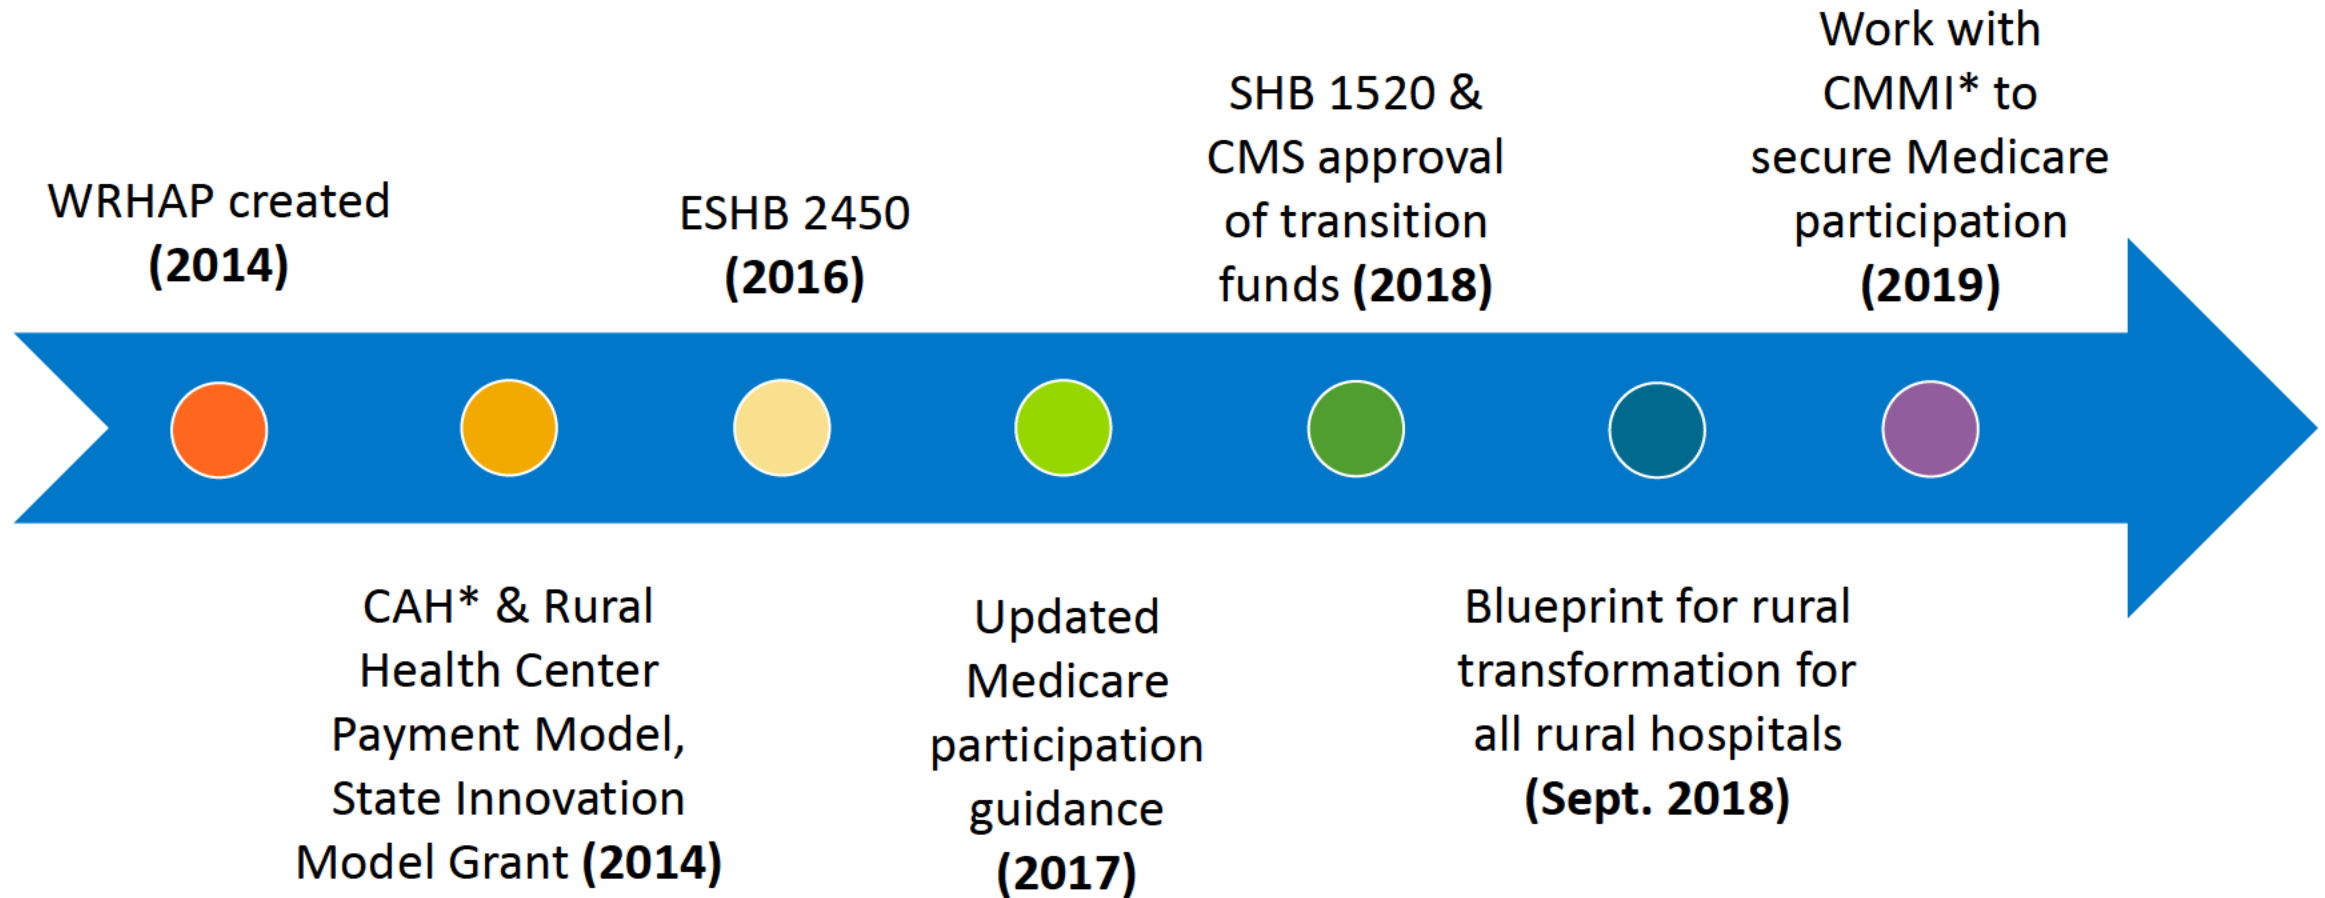 WRHAP created
(2014)
CAH* & Rural
Health Center
Payment Model,
State Innovation
Model Grant (2014)
ESHB 2450
(2016)
Updated
Medicare
participation
guidance
(2017)
SHB 1520 &
CMS approval
of transition
funds (2018)
Blueprint for rural
transformation for
all rural hospitals
(Sept. 2018)
Work with
CMMI* to
secure Medicare
participation
(2019)